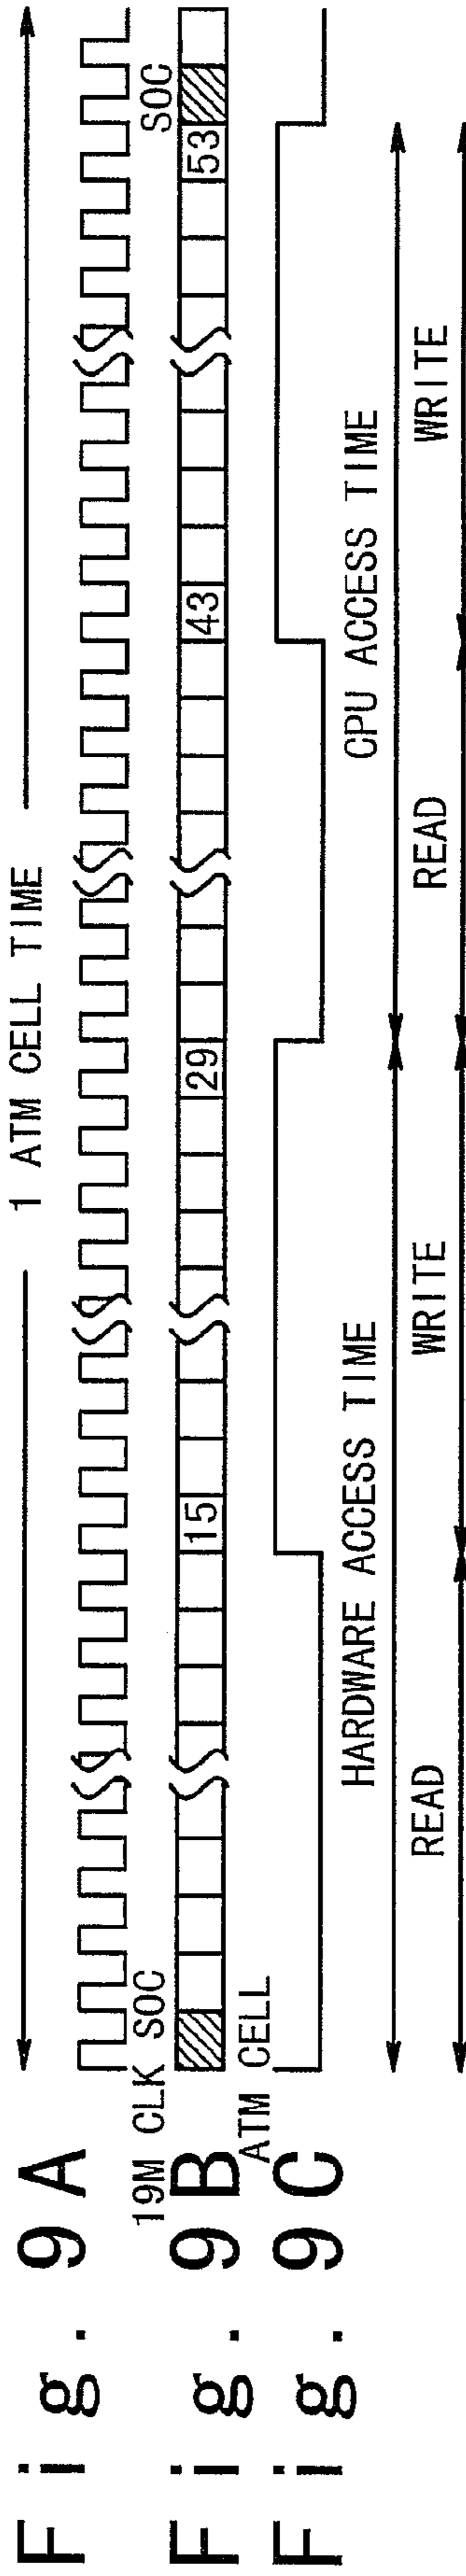 1 ATM CELL TIME
Fig. 9A
19M CLK
SOC
SOC
Fig. 9B
15
29
43
53
ATM CELL
Fig. 9C
HARDWARE ACCESS TIME
CPU ACCESS TIME
READ
WRITE
READ
WRITE